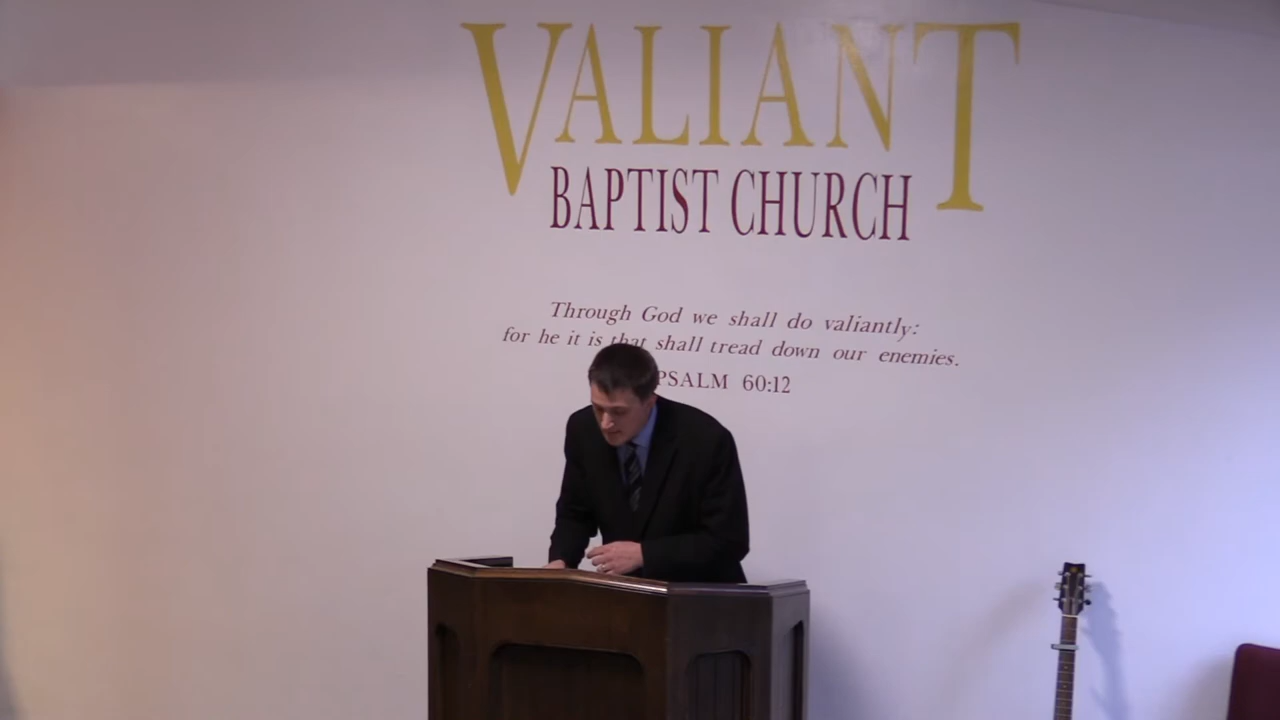 VALIANT
BAPTIST CHURCH
Through God we shall do valiantly:
for he it is that shall tread down our enemies.
PSALM 60:12